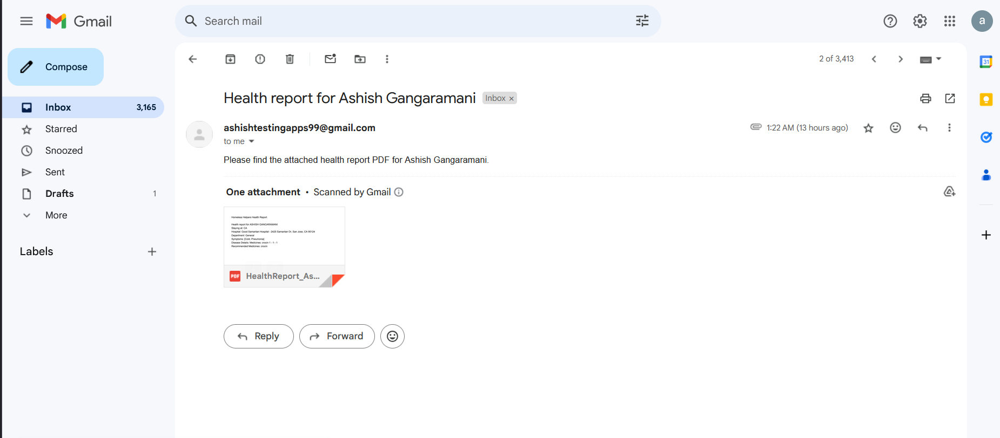 Gmail
Search mail
a
Compose
2 of 3,413
31
Inbox 3,165
Starred
Snoozed
Sent
Drafts 1
More
Labels
Health report for Ashish Gangaramani Inbox ×
ashishtestingapps99@gmail.com 1:22 AM (13 hours ago)
to me
Please find the attached health report PDF for Ashish Gangaramani.
One attachment • Scanned by Gmail
Homeless Helpers Health Report
Health report for ASHISH GANGARAMANI
Staying at: CA
Hospital: Good Samaritan Hospital - 2425 Samaritan Dr, San Jose, CA 95124
Department: General
Symptoms: [Cold, Pneumonia]
Disease Details: Medicines: crocin 1 - 1 - 1
Recommended Medicines: crocin
PDF HealthReport_As...
Reply Forward